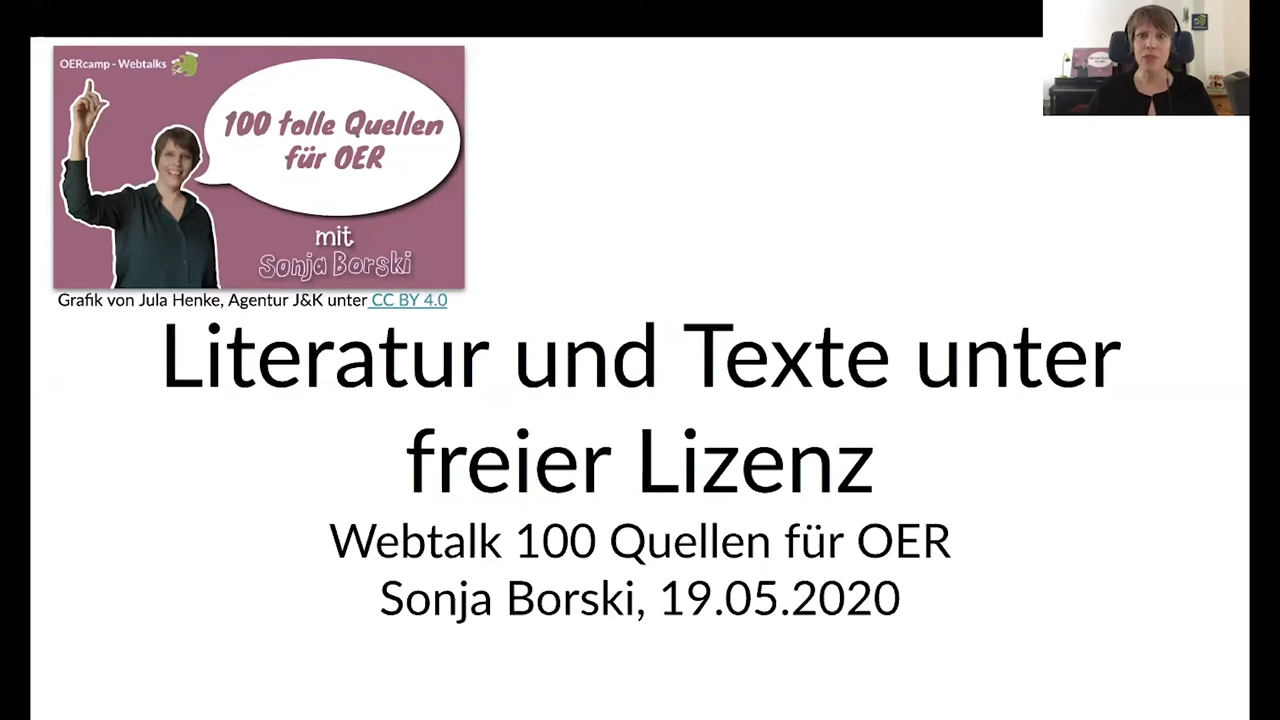 OERcamp - Webtalks
100 tolle Quellen
für OER
mit
Sonja Borski
Grafik von Jula Henke, Agentur J&K unter CC BY 4.0
Literatur und Texte unter
freier Lizenz
Webtalk 100 Quellen für OER
Sonja Borski, 19.05.2020